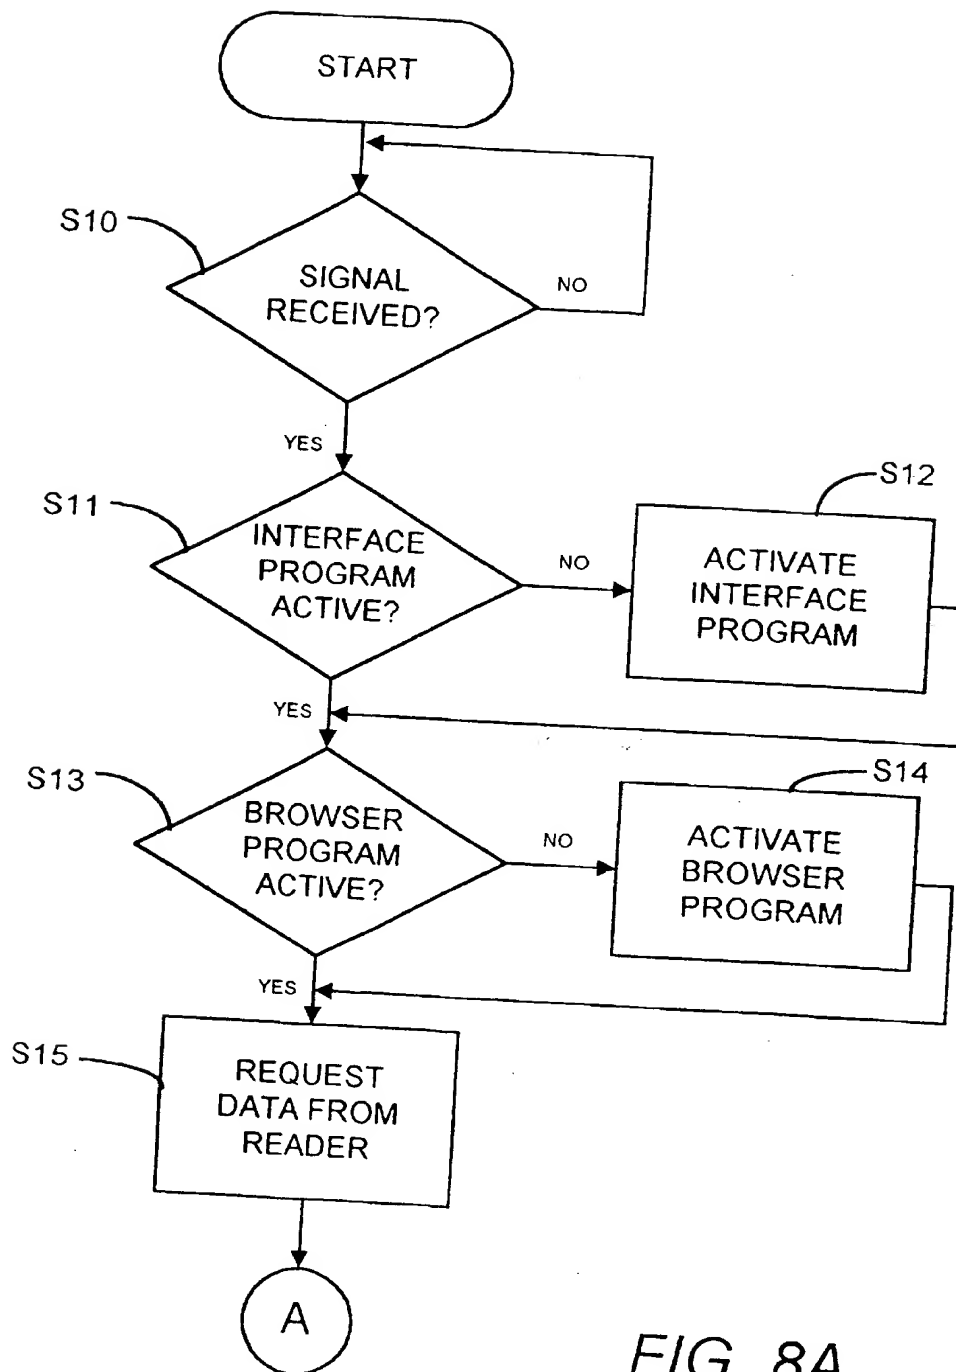 START
S10
SIGNAL
RECEIVED?
NO
YES
S11
INTERFACE
PROGRAM
ACTIVE?
NO
S12
ACTIVATE
INTERFACE
PROGRAM
YES
S13
BROWSER
PROGRAM
ACTIVE?
NO
S14
ACTIVATE
BROWSER
PROGRAM
YES
S15
REQUEST
DATA FROM
READER
A
FIG. 8A